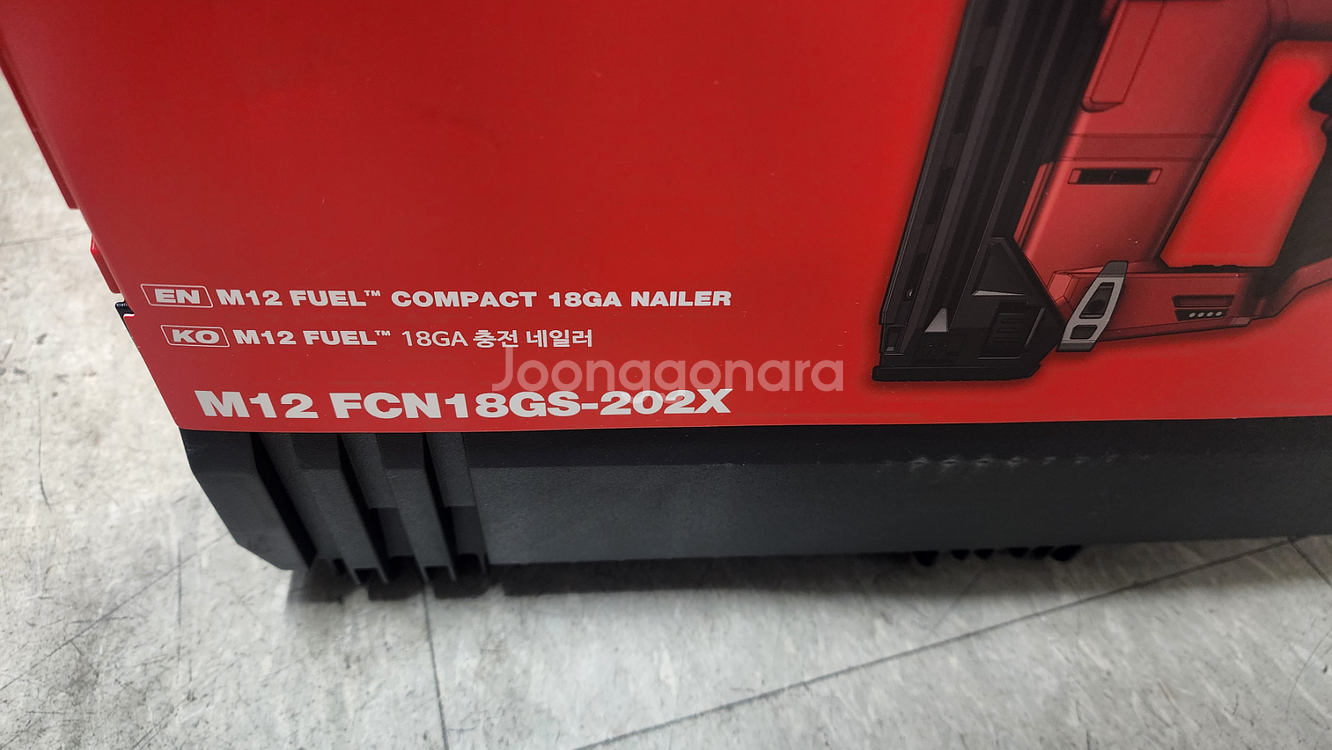 EN M12 FUEL™ COMPACT 18GA NAILER
KO M12 FUEL™ 18GA 충전 네일러
Joonggonara
M12 FCN18GS-202X